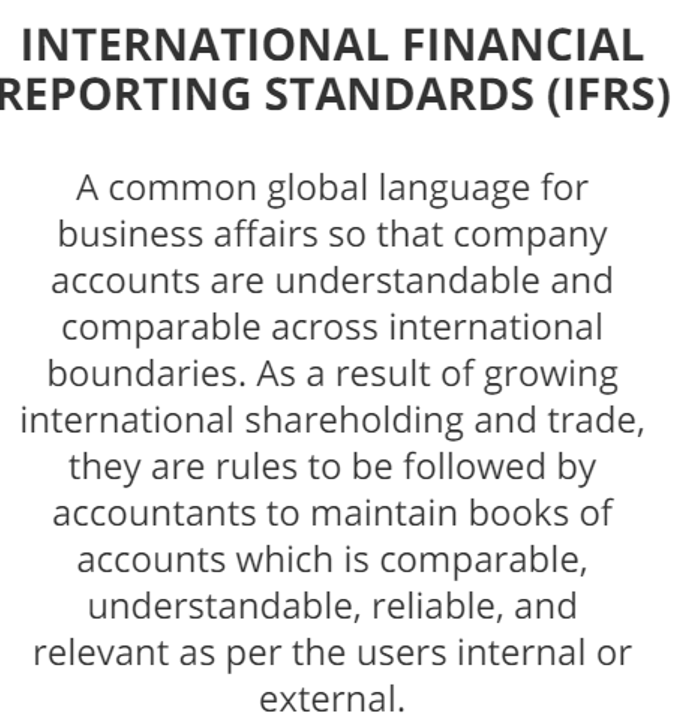 INTERNATIONAL FINANCIAL
REPORTING STANDARDS (IFRS)
A common global language for
business affairs so that company
accounts are understandable and
comparable across international
boundaries. As a result of growing
international shareholding and trade,
they are rules to be followed by
accountants to maintain books of
accounts which is comparable,
understandable, reliable, and
relevant as per the users internal or
external.